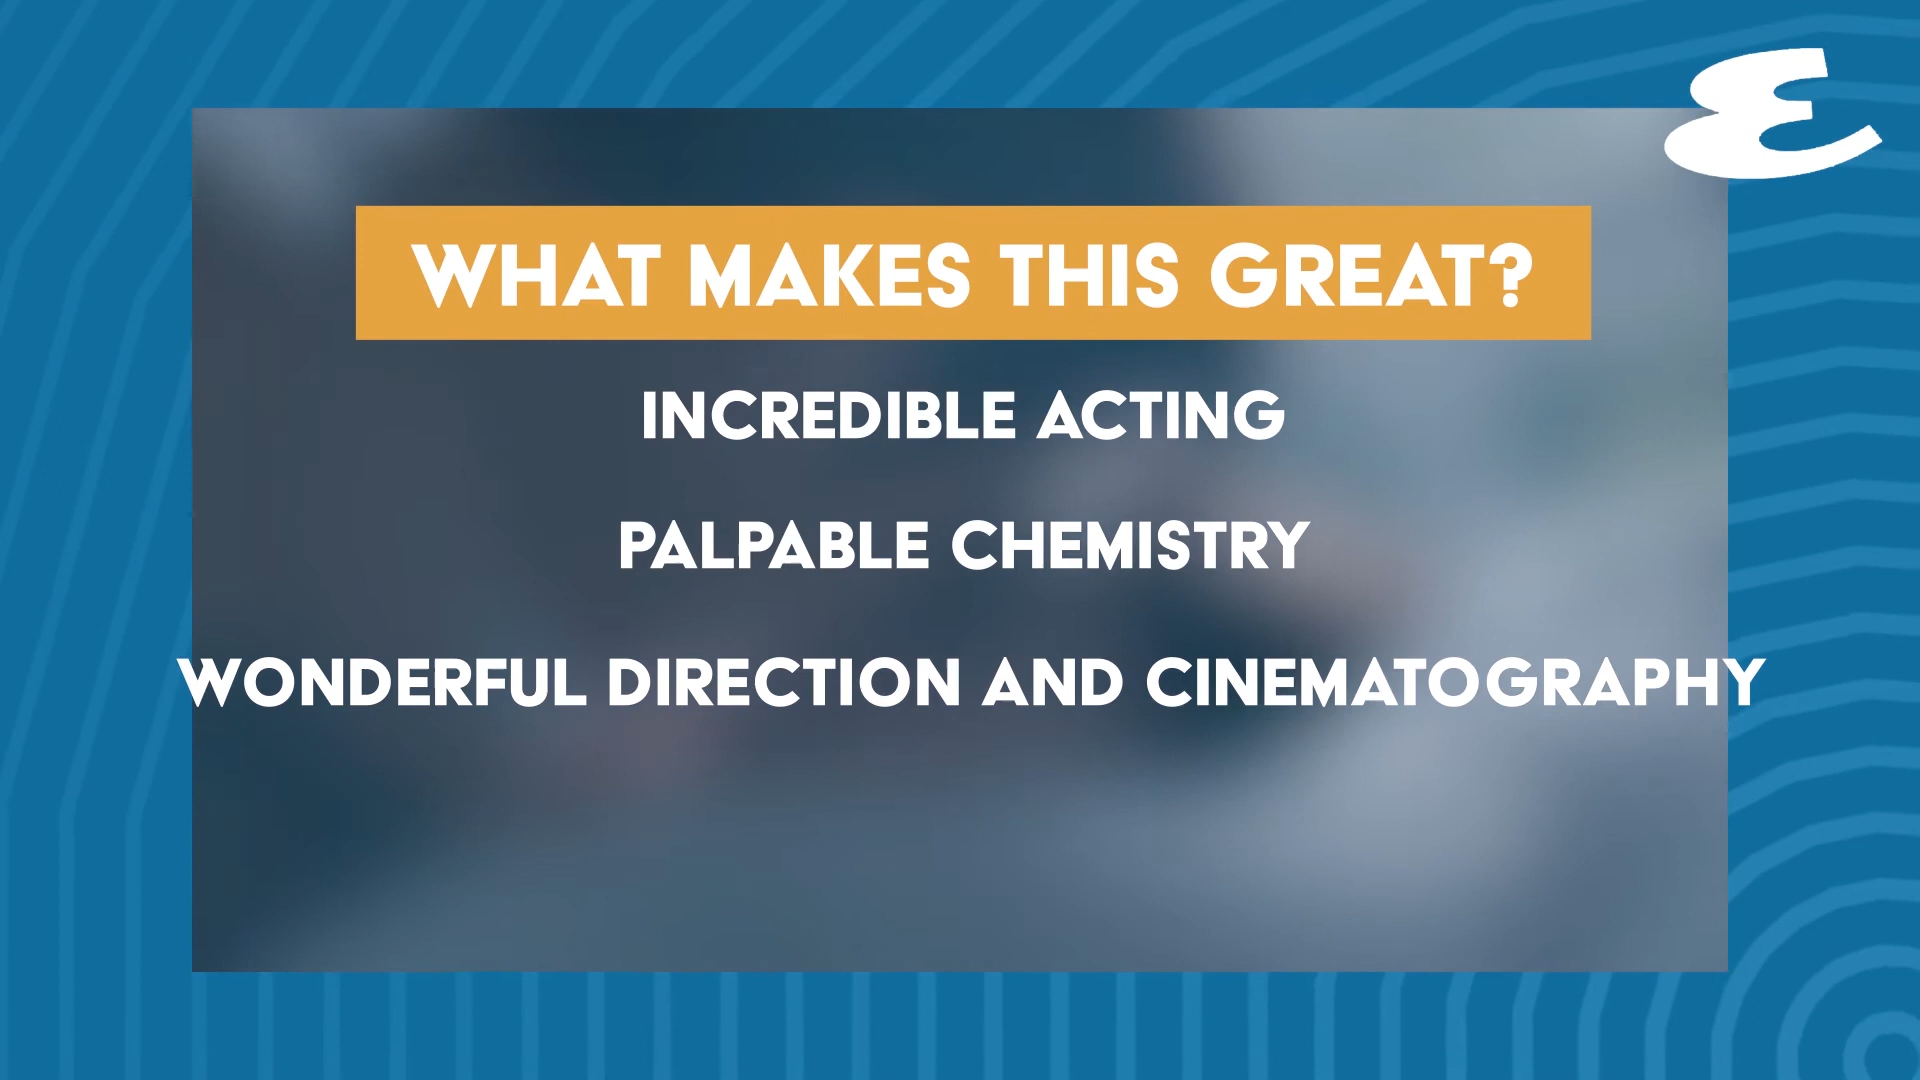 WHAT MAKES THIS GREAT?
INCREDIBLE ACTING
PALPABLE CHEMISTRY
WONDERFUL DIRECTION AND CINEMATOGRAPHY